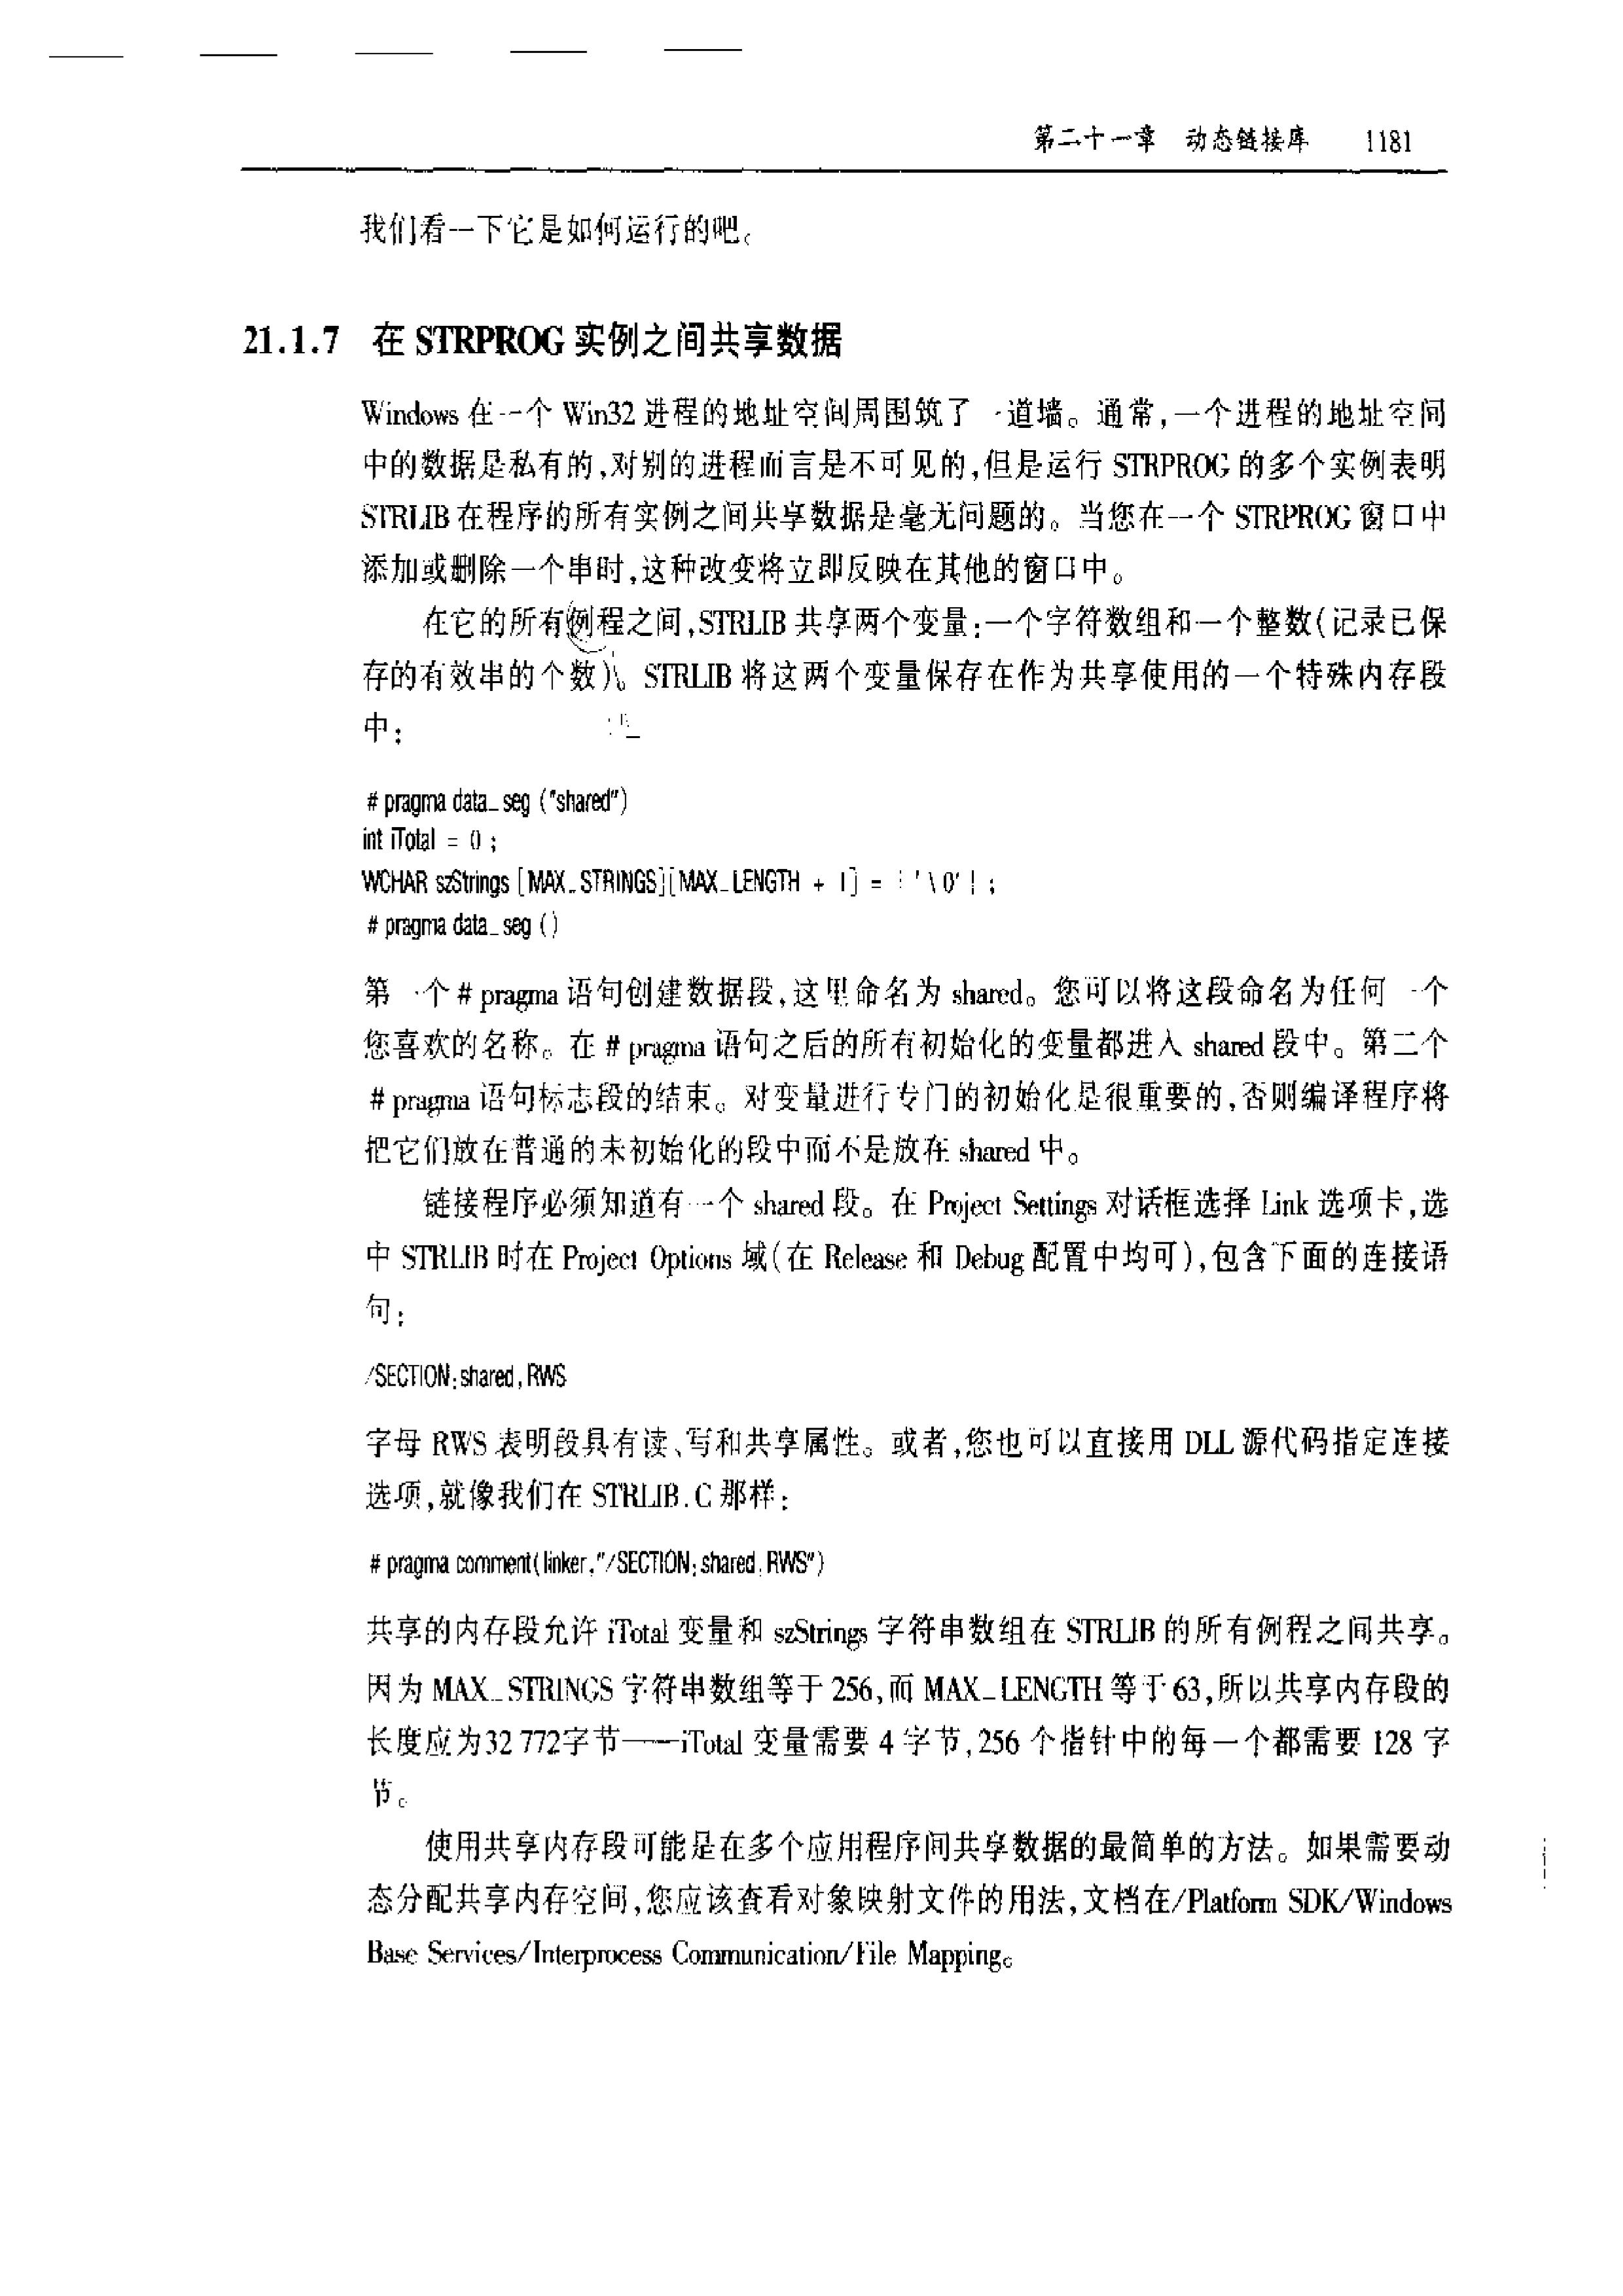 第二十一章 动态链接库 1181
我们看一下它是如何运行的吧。
21.1.7 在 STRPROG 实例之间共享数据
Windows 在一个 Win32 进程的地址空间周围筑了一道墙。通常,一个进程的地址空间
中的数据是私有的,对别的进程而言是不可见的,但是运行 STRPROG 的多个实例表明
STRLIB 在程序的所有实例之间共享数据是毫无问题的。当您在一个 STRPROG 窗口中
添加或删除一个串时,这种改变将立即反映在其他的窗口中。
在它的所有例程之间,STRLIB 共享两个变量:一个字符数组和一个整数(记录已保
存的有效串的个数)。STRLIB 将这两个变量保存在作为共享使用的一个特殊内存段
中:
# pragma data_seg ("shared")
int iTotal = 0 ;
WCHAR szStrings [MAX_STRINGS][MAX_LENGTH + 1] = { '\0' } ;
# pragma data_seg ()
第一个 # pragma 语句创建数据段,这里命名为 shared。您可以将这段命名为任何一个
您喜欢的名称。在 # pragma 语句之后的所有初始化的变量都进入 shared 段中。第二个
# pragma 语句标志段的结束。对变量进行专门的初始化是很重要的,否则编译程序将
把它们放在普通的未初始化的段中而不是放在 shared 中。
链接程序必须知道有一个 shared 段。在 Project Settings 对话框选择 Link 选项卡,选
中 STRLIB 时在 Project Options 域(在 Release 和 Debug 配置中均可),包含下面的连接语
句:
/SECTION:shared,RWS
字母 RWS 表明段具有读、写和共享属性。或者,您也可以直接用 DLL 源代码指定连接
选项,就像我们在 STRLIB.C 那样:
# pragma comment(linker,"/SECTION:shared,RWS")
共享的内存段允许 iTotal 变量和 szStrings 字符串数组在 STRLIB 的所有例程之间共享。
因为 MAX_STRINGS 字符串数组等于 256,而 MAX_LENGTH 等于 63,所以共享内存段的
长度应为 32 772 字节——iTotal 变量需要 4 字节,256 个指针中的每一个都需要 128 字
节。
使用共享内存段可能是在多个应用程序间共享数据的最简单的方法。如果需要动
态分配共享内存空间,您应该查看对象映射文件的用法,文档在/Platform SDK/Windows
Base Services/Interprocess Communication/File Mapping。